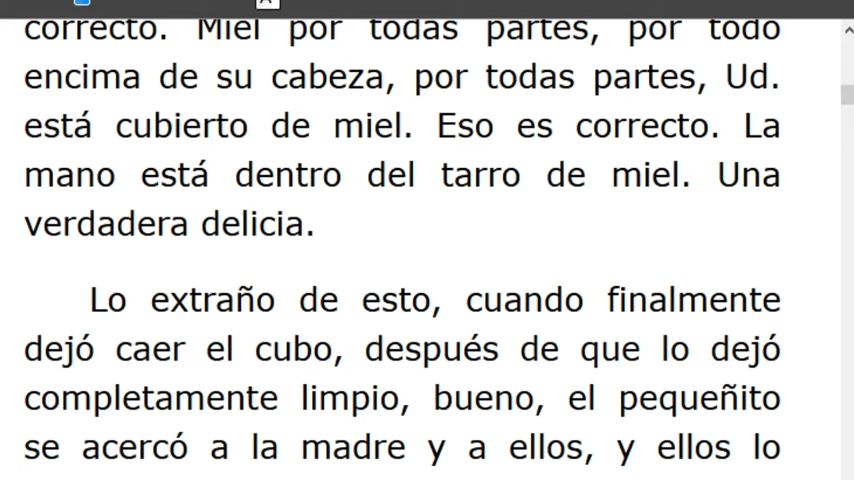 correcto. Miel por todas partes, por todo
encima de su cabeza, por todas partes, Ud.
está cubierto de miel. Eso es correcto. La
mano está dentro del tarro de miel. Una
verdadera delicia.
Lo extraño de esto, cuando finalmente
dejó caer el cubo, después de que lo dejó
completamente limpio, bueno, el pequeñito
se acercó a la madre y a ellos, y ellos lo